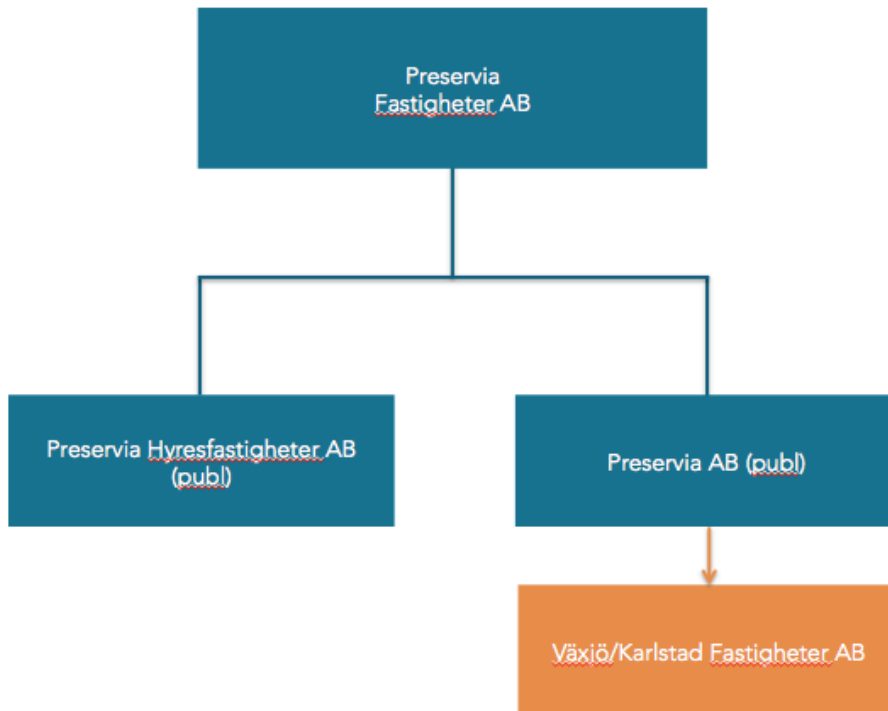 Preservia
Fastigheter AB
Preservia Hyresfastigheter AB
(publ)
Preservia AB (publ)
Växjö/Karlstad Fastigheter AB